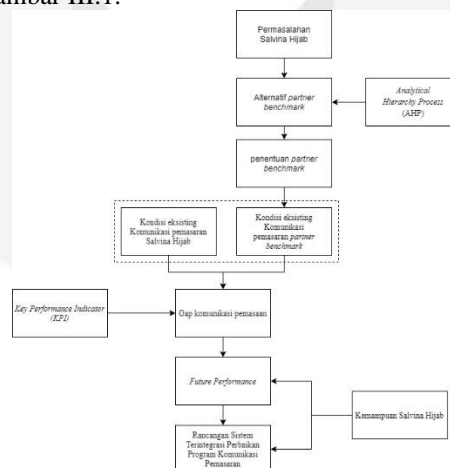 ambar III.1.
Permasalahan
Salvina Hijab
Alternatif partner
benchmark
Analytical
Hierarchy Process
(AHP)
penentuan partner
benchmark
Kondisi eksisting
Komunikasi pemasaran
Salvina Hijab
Kondisi eksisting
Komunikasi
pemasaran partner
benchmark
Key Performance Indicator
(KPI)
Gap komunikasi pemasaan
Future Performance
Kemampuan Salvina Hijab
Rancangan Sistem
Terintegrasi Perbaikan
Program Komunikasi
Pemasaran